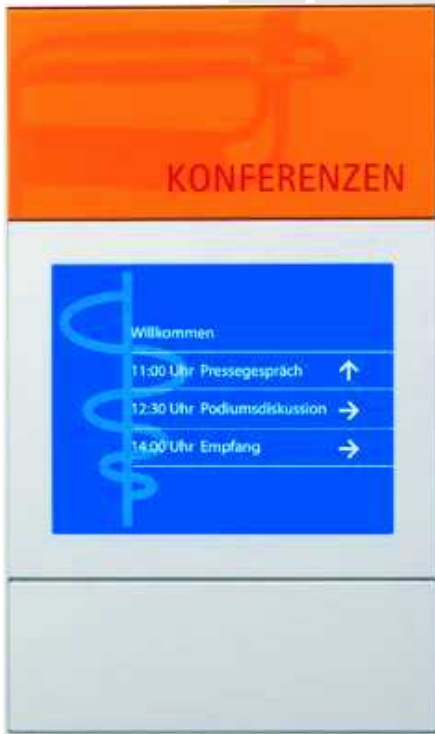 KONFERENZEN
Willkommen
11:00 Uhr Pressegespräch ↑
12:30 Uhr Podiumsdiskussion →
14:00 Uhr Empfang →